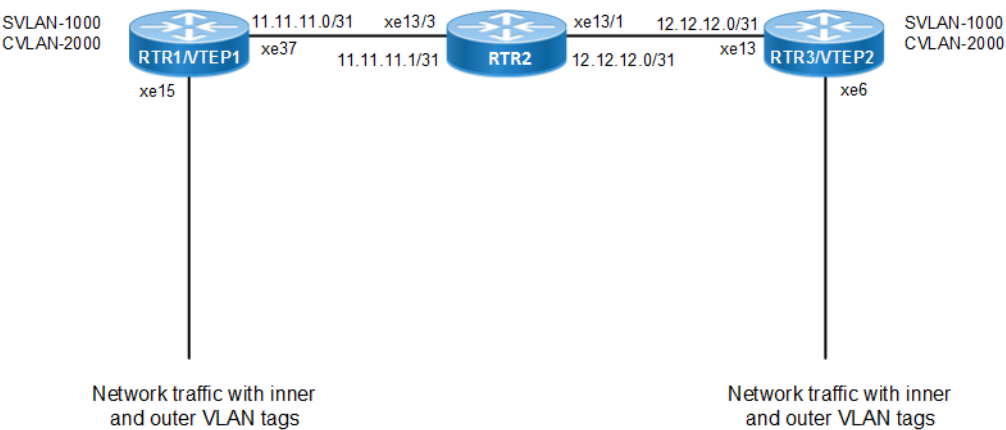 SVLAN-1000
CVLAN-2000
RTR1/VTEP1
11.11.11.0/31
xe37
xe15
xe13/3
11.11.11.1/31
RTR2
xe13/1
12.12.12.0/31
12.12.12.0/31
xe13
RTR3/VTEP2
xe6
SVLAN-1000
CVLAN-2000
Network traffic with inner
and outer VLAN tags
Network traffic with inner
and outer VLAN tags